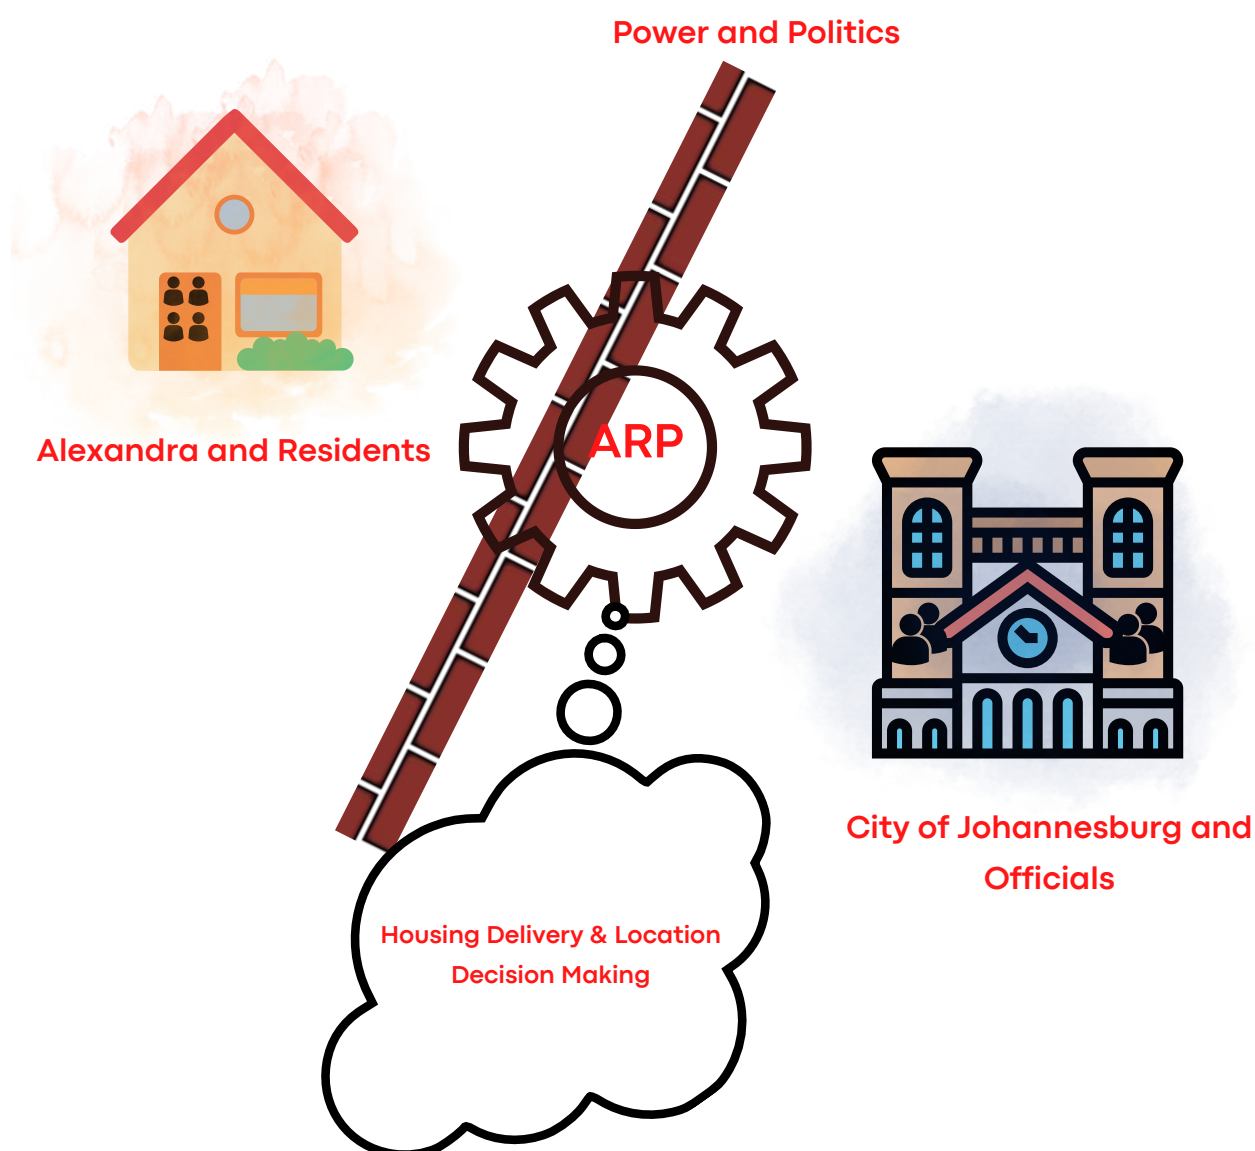 Power and Politics
Alexandra and Residents
ARP
City of Johannesburg and
Officials
Housing Delivery & Location
Decision Making